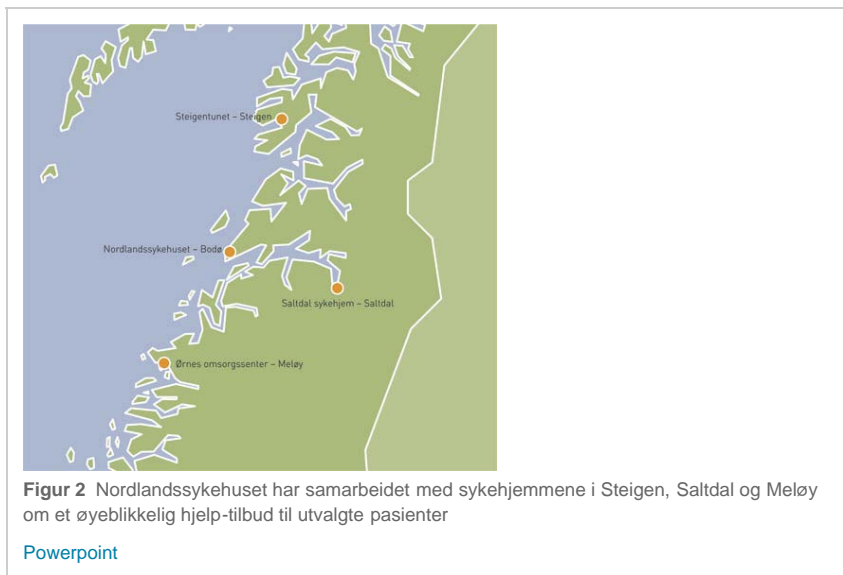 Steigentunet – Steigen
Nordlandssykehuset – Bodø
Saltdal sykehjem – Saltdal
Ørnes omsorgssenter – Meløy
Figur 2 Nordlandssykehuset har samarbeidet med sykehjemmene i Steigen, Saltdal og Meløy
om et øyeblikkelig hjelp-tilbud til utvalgte pasienter
Powerpoint